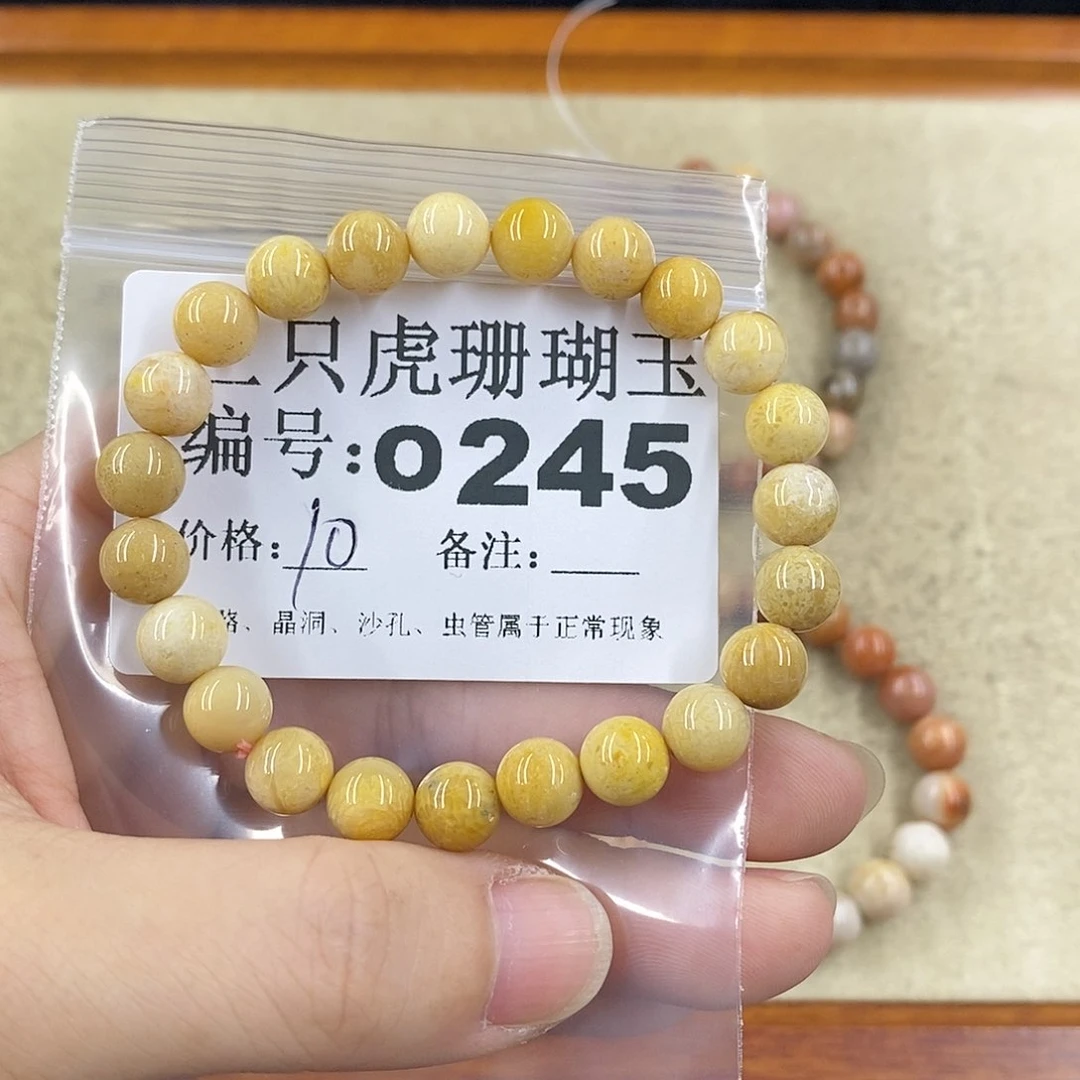 只虎珊瑚玉
编号:0245
价格:10 备注:
、晶洞、沙孔、虫管属于正常现象